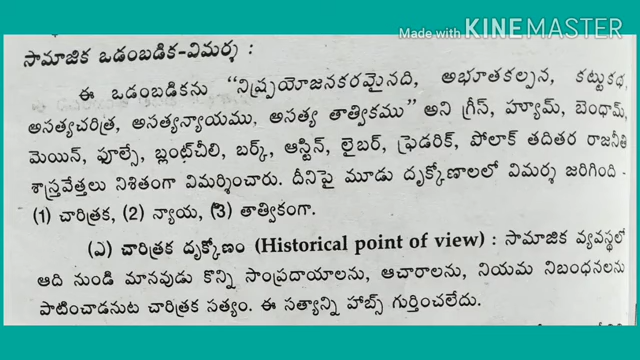 Made with KINEMASTER
సామాజిక ఒడంబడిక-విమర్శ :
ఈ ఒడంబడికను “నిష్ప్రయోజనకరమైనది, అభూతకల్పన, కట్టుకథ,
అసత్యచరిత్ర, అసత్యన్యాయము, అసత్య తాత్వికము” అని గ్రీస్, హ్యూమ్, బెంథామ్,
మెయిన్, ఫూల్సే, బ్లంట్‌చీలి, బర్క్, ఆస్టిన్, లైబర్, ఫ్రెడరిక్, పోలాక్ తదితర రాజనీతి
శాస్త్రవేత్తలు నిశితంగా విమర్శించారు. దీనిపై మూడు దృక్కోణాలలో విమర్శ జరిగింది -
(1) చారిత్రక, (2) న్యాయ, (3) తాత్వికంగా.
(ఎ) చారిత్రక దృక్కోణం (Historical point of view) : సామాజిక వ్యవస్థలో
ఆది నుండి మానవుడు కొన్ని సాంప్రదాయాలను, ఆచారాలను, నియమ నిబంధనలను
పాటించాడనుట చారిత్రక సత్యం. ఈ సత్యాన్ని హాబ్స్ గుర్తించలేదు.